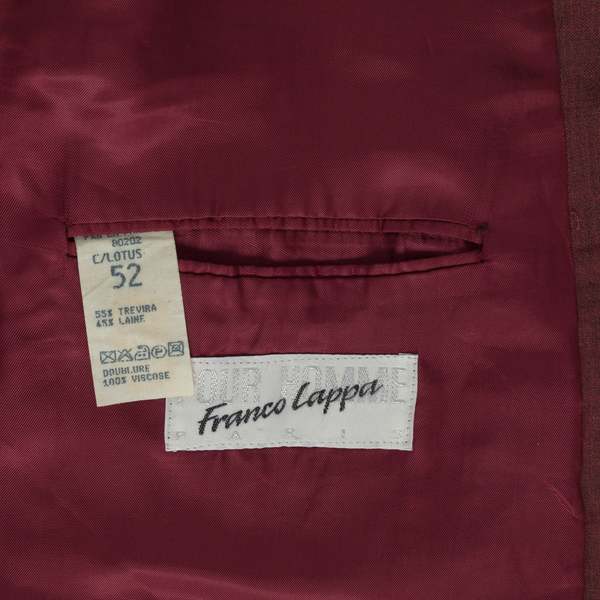 80202
C/LOTUS
52
55% TREVIRA
45% LAINE
DOUBLURE
100% VISCOSE
POUR HOMME
Franco Lappa
PARIS